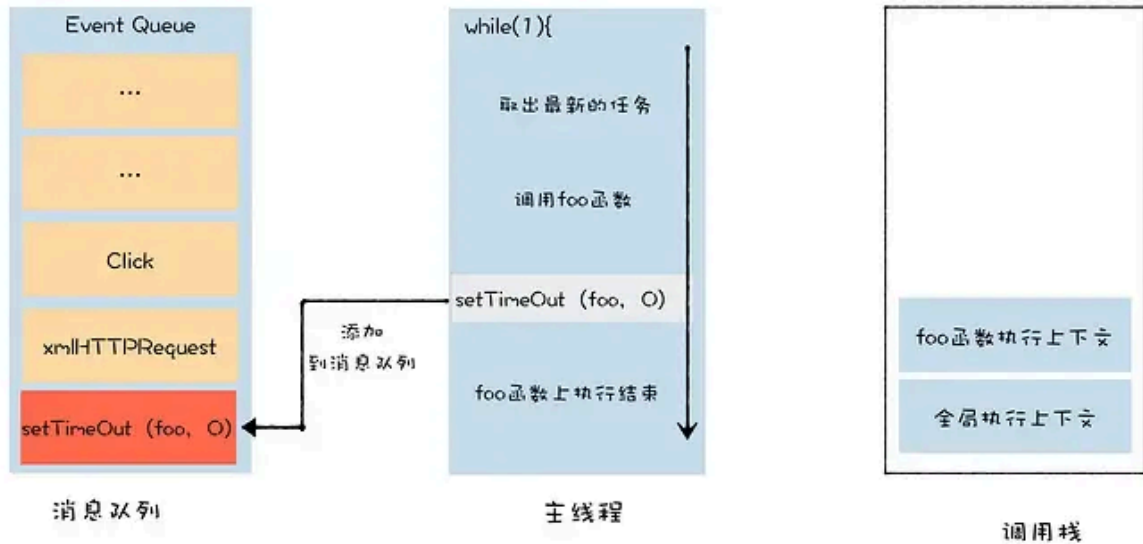 Event Queue
...
...
Click
xmlHTTPRequest
setTimeOut (foo, 0)
消息队列
添加
到消息队列
while(1){
取出最新的任务
调用foo函数
setTimeOut (foo, 0)
foo函数上执行结束
主线程
foo函数执行上下文
全局执行上下文
调用栈